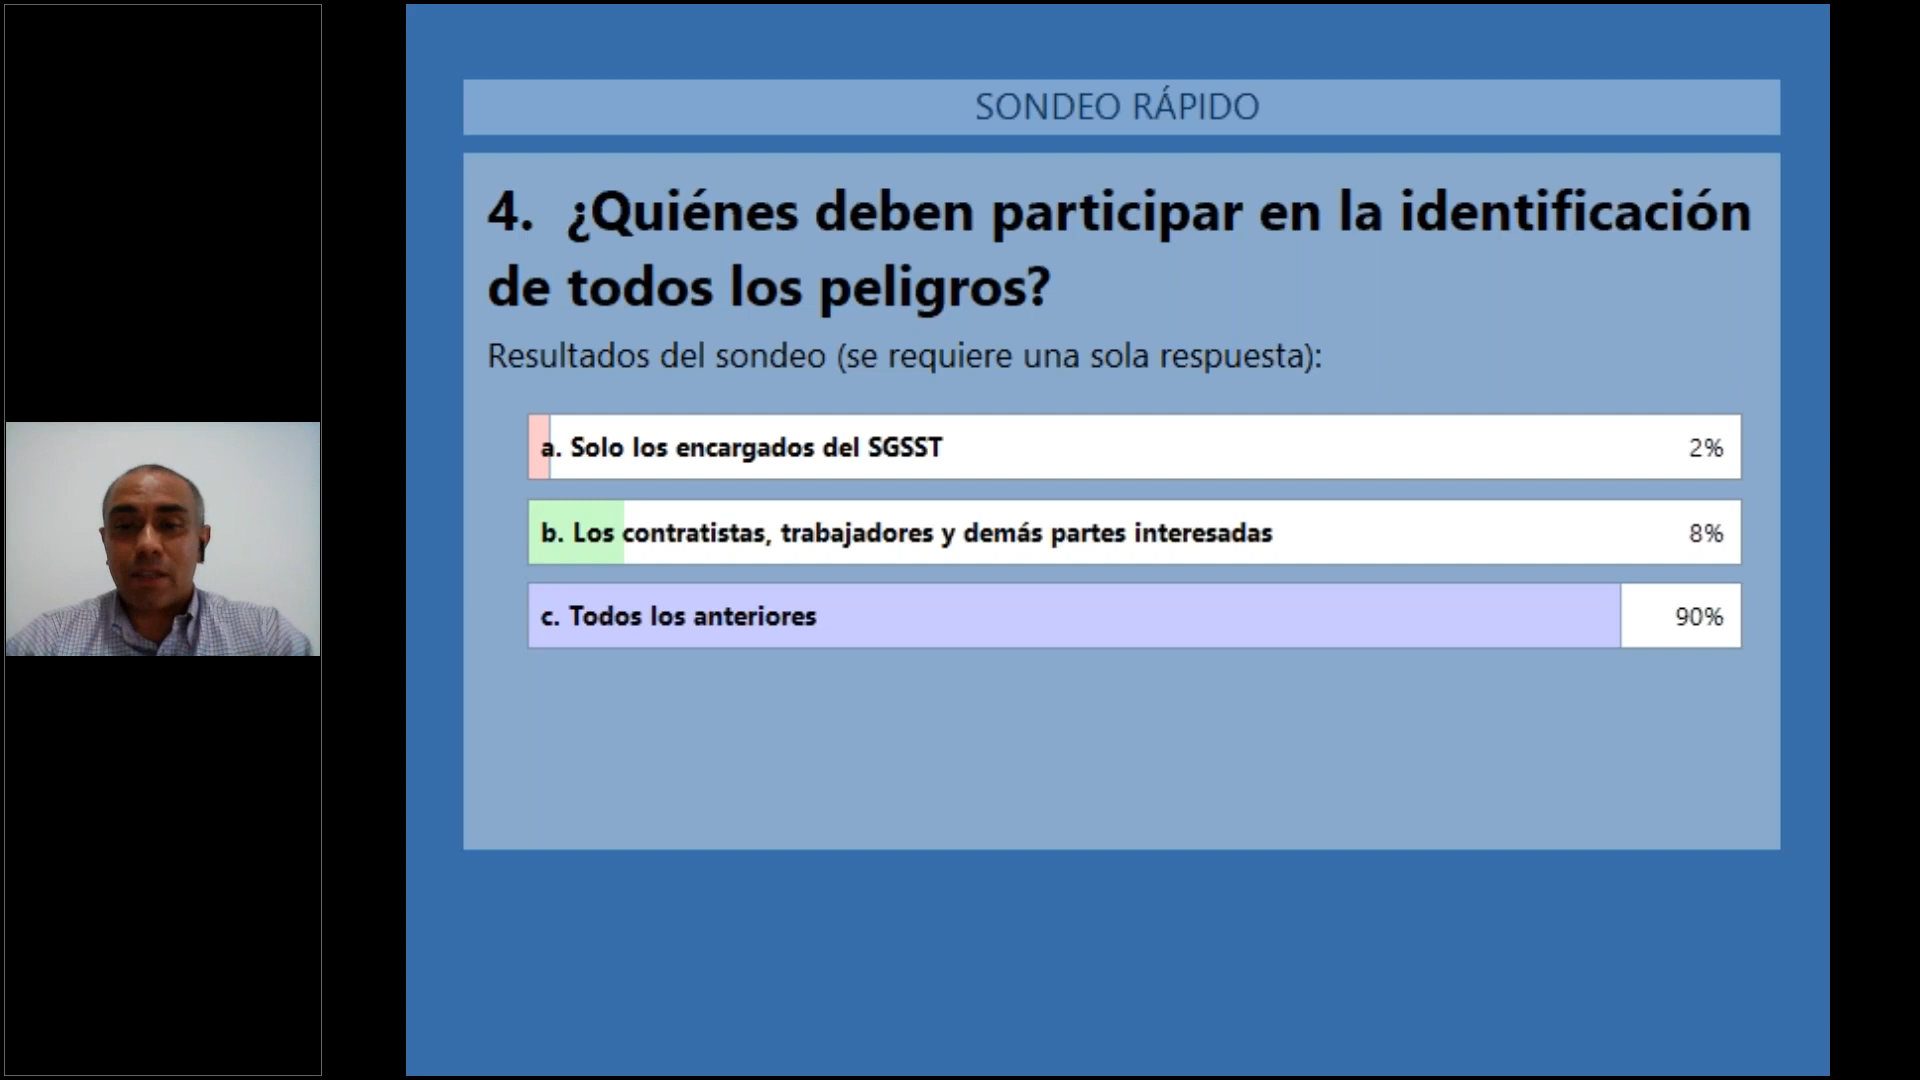 SONDEO RÁPIDO
4. ¿Quiénes deben participar en la identificación
de todos los peligros?
Resultados del sondeo (se requiere una sola respuesta):
a. Solo los encargados del SGSST 2%
b. Los contratistas, trabajadores y demás partes interesadas 8%
c. Todos los anteriores 90%